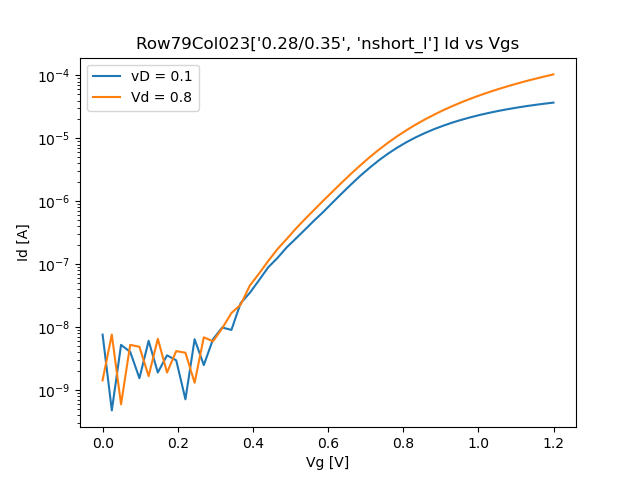 Row79Col023['0.28/0.35', 'nshort_l'] Id vs Vgs
vD = 0.1
Vd = 0.8
10⁻⁴
10⁻⁵
10⁻⁶
10⁻⁷
10⁻⁸
10⁻⁹
Id [A]
0.0 0.2 0.4 0.6 0.8 1.0 1.2
Vg [V]